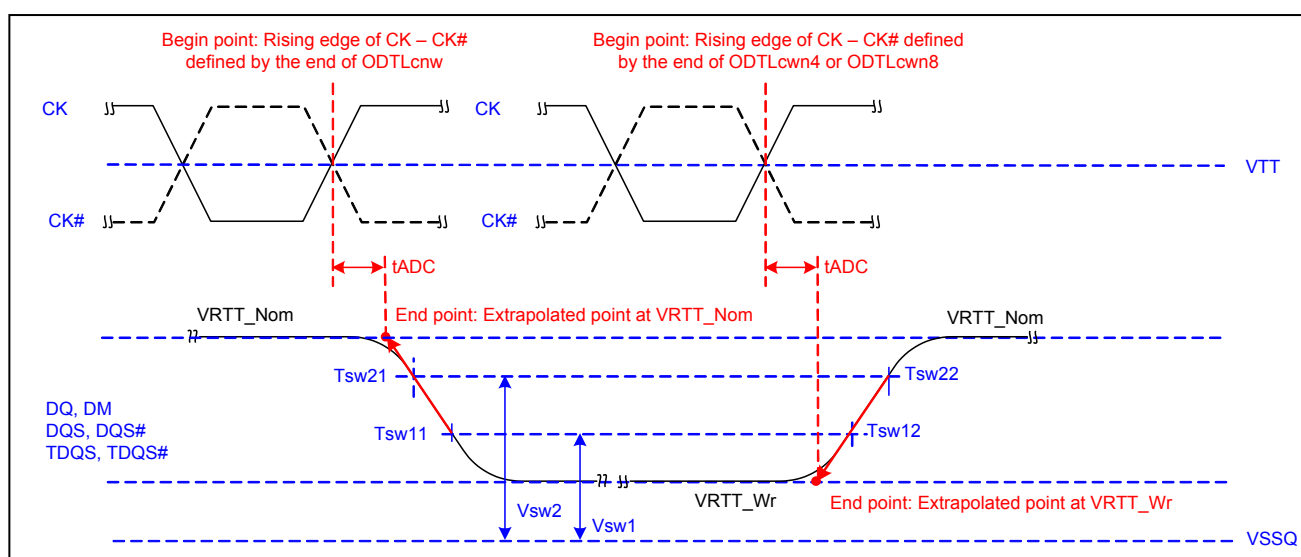 Begin point: Rising edge of CK – CK#
defined by the end of ODTLcnw
Begin point: Rising edge of CK – CK# defined
by the end of ODTLcwn4 or ODTLcwn8
CK
CK
VTT
CK#
CK#
tADC
tADC
VRTT_Nom
End point: Extrapolated point at VRTT_Nom
VRTT_Nom
Tsw21
Tsw22
DQ, DM
DQS, DQS#
TDQS, TDQS#
Tsw11
Tsw12
VRTT_Wr
End point: Extrapolated point at VRTT_Wr
Vsw2
Vsw1
VSSQ